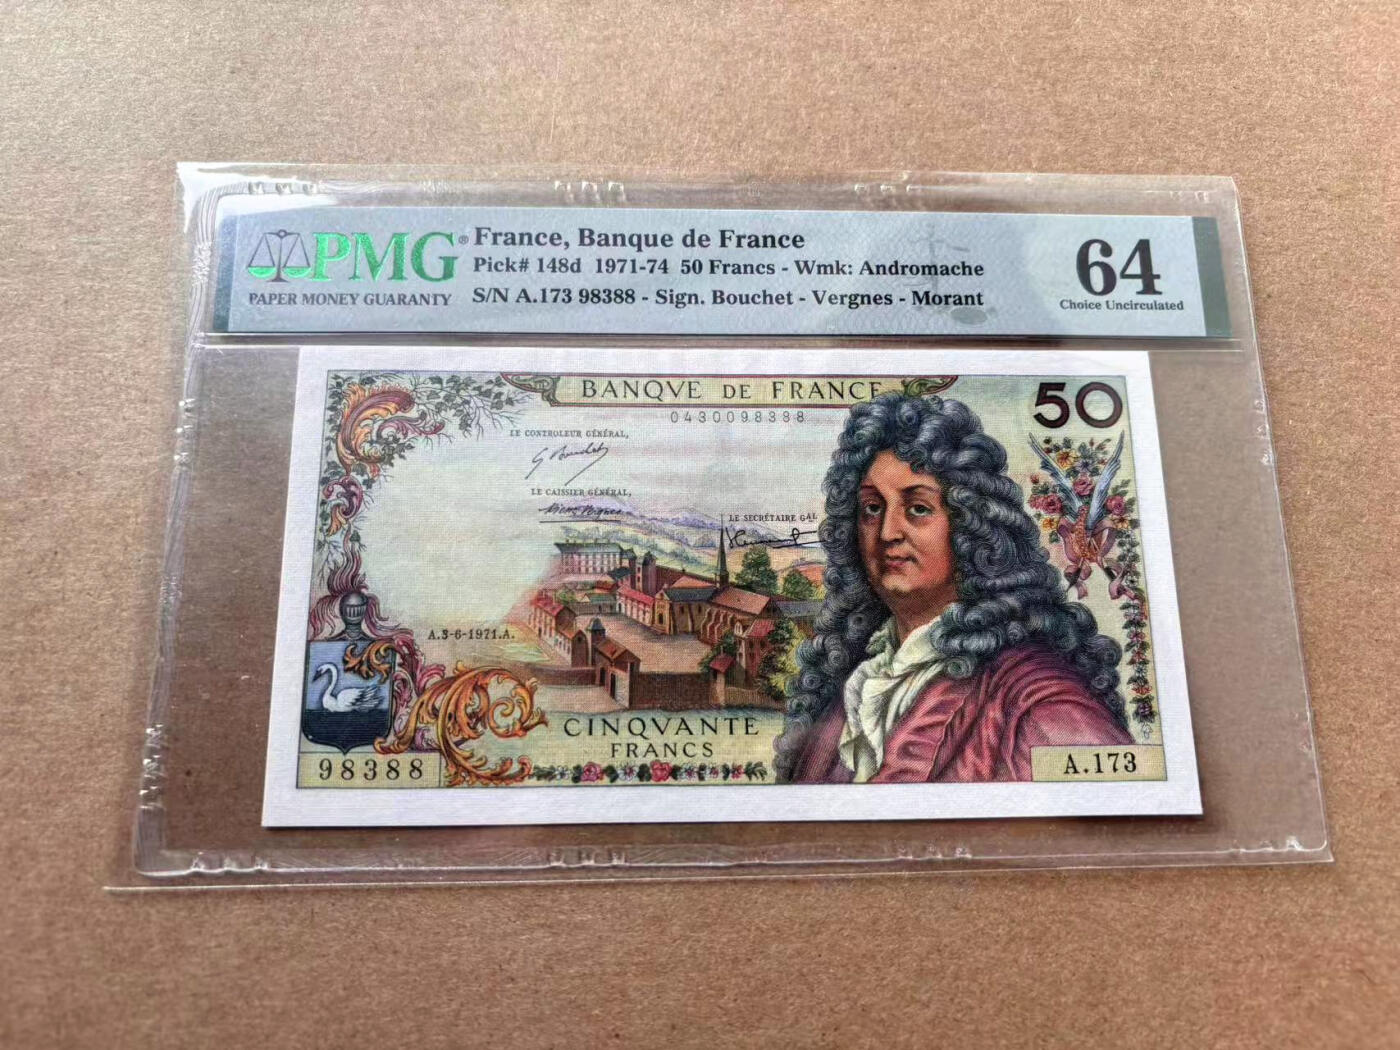 PMG®
PAPER MONEY GUARANTY
France, Banque de France
Pick# 148d 1971-74 50 Francs - Wmk: Andromache
S/N A.173 98388 - Sign. Bouchet - Vergnes - Morant
64
Choice Uncirculated
BANQVE DE FRANCE
50
0430098388
LE CONTROLEUR GÉNÉRAL,
G Bouchet
LE CAISSIER GÉNÉRAL,
LE SECRÉTAIRE GAL
A.3-6-1971.A.
CINQVANTE
FRANCS
98388
A.173